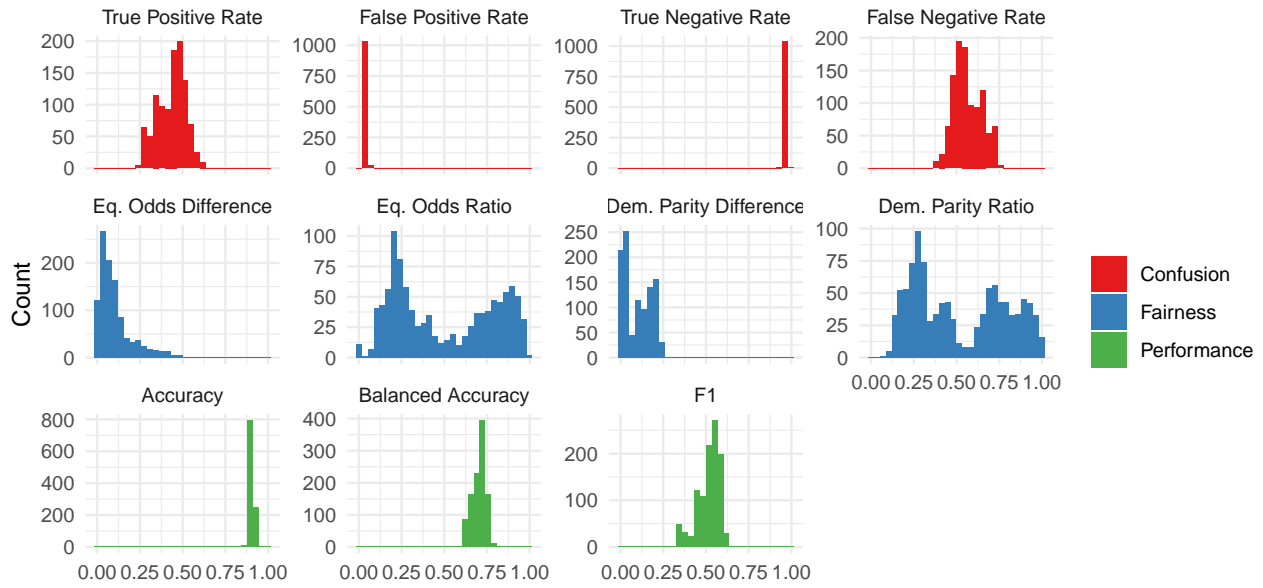 True Positive Rate
False Positive Rate
True Negative Rate
False Negative Rate
200
150
100
50
0
1000
750
500
250
0
1000
750
500
250
0
200
150
100
50
0
Eq. Odds Difference
Eq. Odds Ratio
Dem. Parity Difference
Dem. Parity Ratio
Count
200
100
0
100
75
50
25
0
250
200
150
100
50
0
100
75
50
25
0
0.00 0.25 0.50 0.75 1.00
Confusion
Fairness
Performance
Accuracy
Balanced Accuracy
F1
800
600
400
200
0
400
300
200
100
0
200
100
0
0.00 0.25 0.50 0.75 1.00
0.00 0.25 0.50 0.75 1.00
0.00 0.25 0.50 0.75 1.00